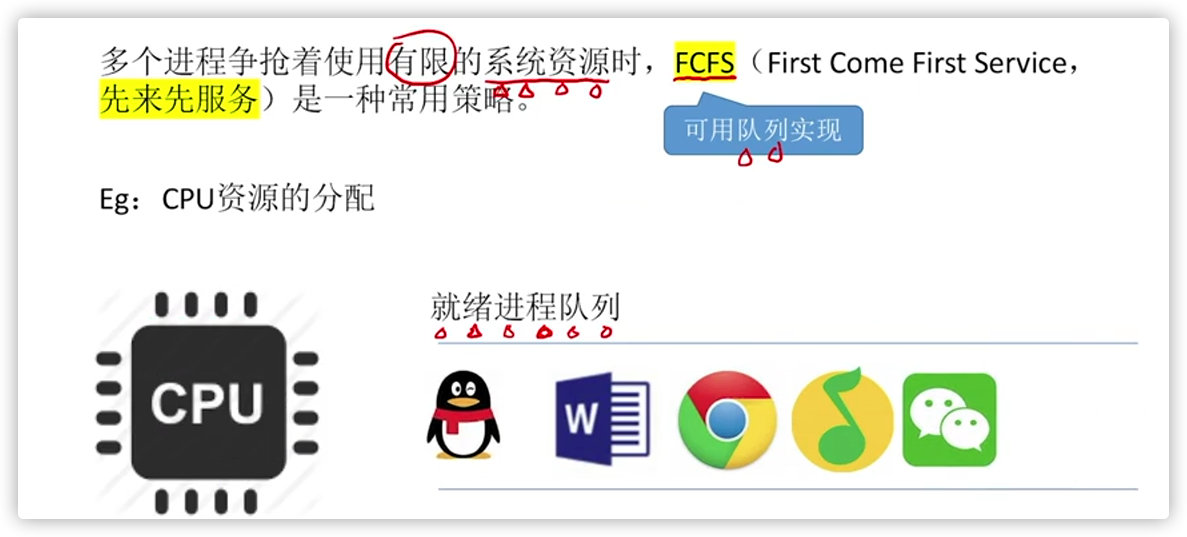 多个进程争抢着使用有限的系统资源时，FCFS（First Come First Service，
先来先服务）是一种常用策略。
可用队列实现
Eg：CPU资源的分配
就绪进程队列
CPU
W